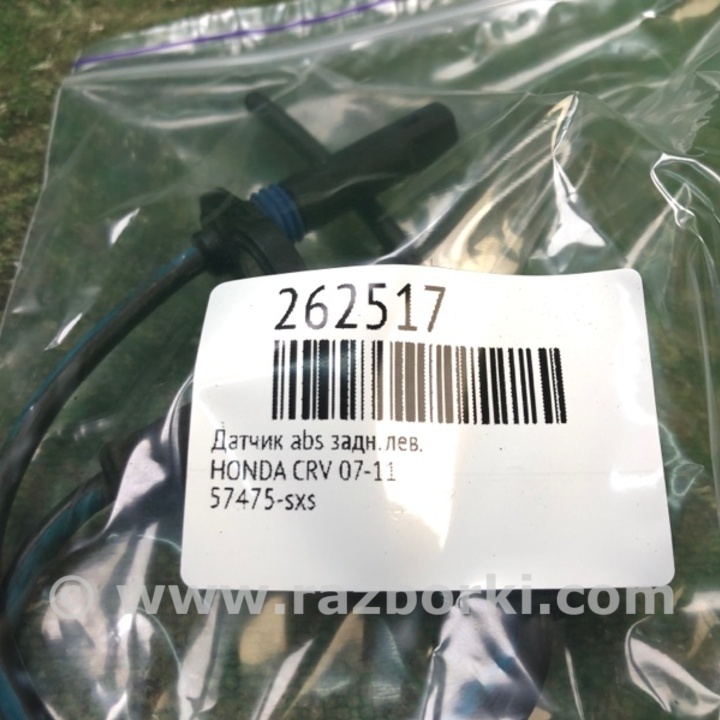 262517
Датчик abs задн.лев.
HONDA CRV 07-11
57475-sxs
© www.razborki.com